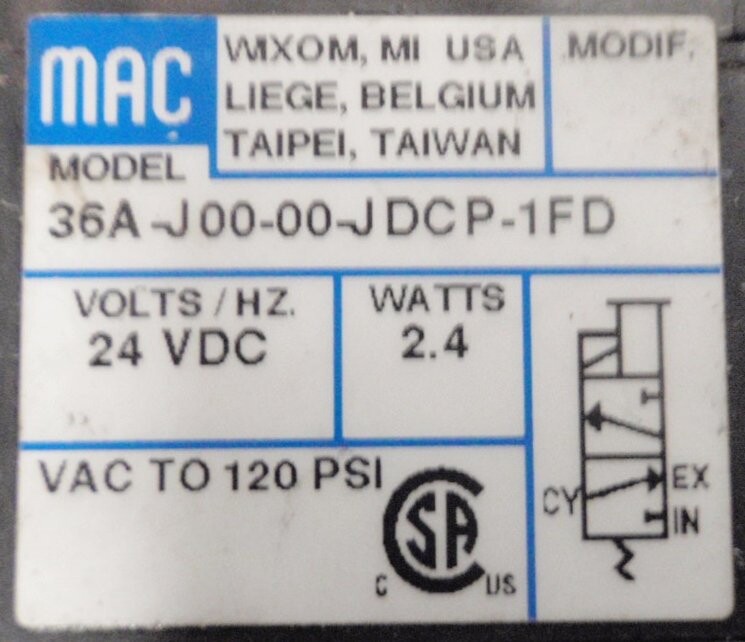 MAC
WIXOM, MI USA
LIEGE, BELGIUM
TAIPEI, TAIWAN
MODIF.
MODEL
36A-J00-00-JDCP-1FD
VOLTS / HZ.
24 VDC
WATTS
2.4
VAC TO 120 PSI
C SA US
CY
EX
IN